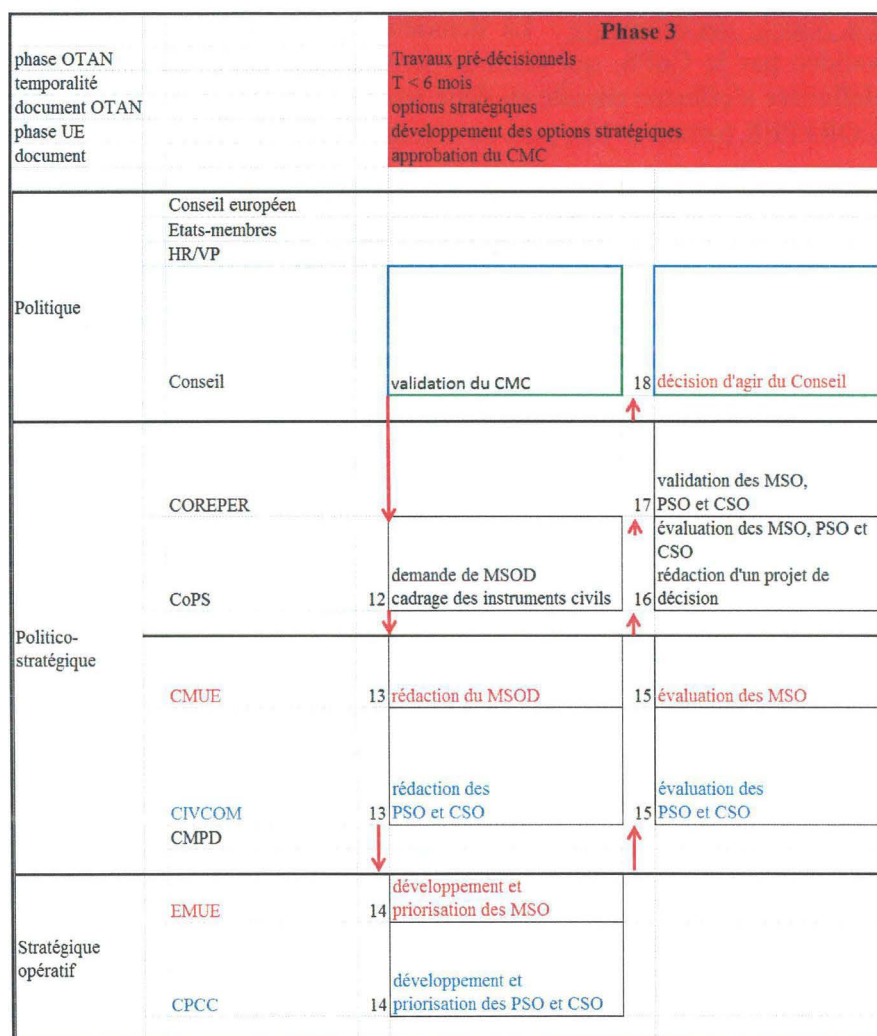 Phase 3
phase OTAN Travaux pré-décisionnels
temporalité T < 6 mois
document OTAN options stratégiques
phase UE développement des options stratégiques
document approbation du CMC
Conseil européen
Etats-membres
HR/VP
Politique
Conseil validation du CMC 18 décision d'agir du Conseil
validation des MSO,
COREPER 17 PSO et CSO
évaluation des MSO, PSO et
CSO
demande de MSOD rédaction d'un projet de
CoPS 12 cadrage des instruments civils 16 décision
Politico-
stratégique
CMUE 13 rédaction du MSOD 15 évaluation des MSO
rédaction des évaluation des
CIVCOM 13 PSO et CSO 15 PSO et CSO
CMPD
développement et
EMUE 14 priorisation des MSO
Stratégique
opératif
développement et
CPCC 14 priorisation des PSO et CSO